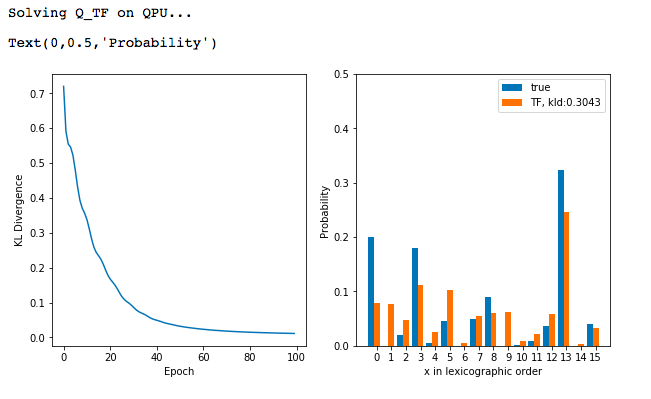 Solving Q_TF on QPU...
Text(0,0.5,'Probability')
KL Divergence
0.7
0.6
0.5
0.4
0.3
0.2
0.1
0.0
0 20 40 60 80 100
Epoch
Probability
0.5
0.4
0.3
0.2
0.1
0.0
true
TF, kld:0.3043
0 1 2 3 4 5 6 7 8 9 10 11 12 13 14 15
x in lexicographic order